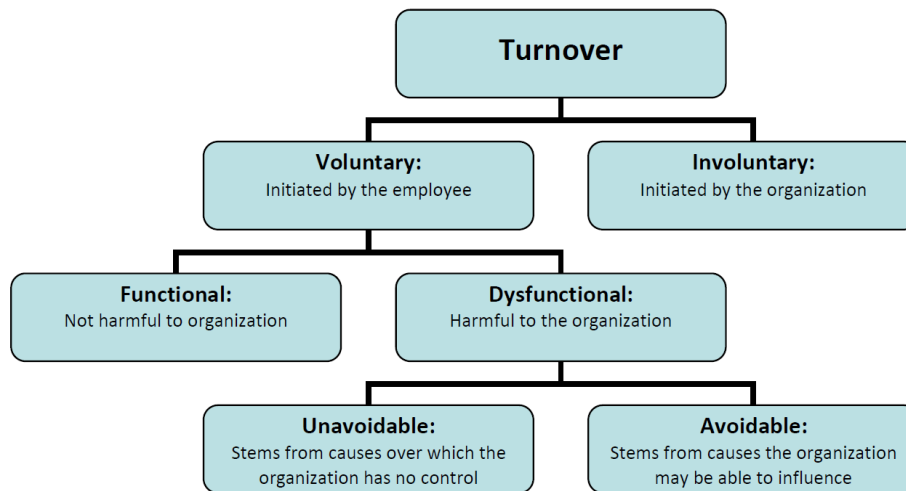 Turnover
Voluntary:
Initiated by the employee
Involuntary:
Initiated by the organization
Functional:
Not harmful to organization
Dysfunctional:
Harmful to the organization
Unavoidable:
Stems from causes over which the
organization has no control
Avoidable:
Stems from causes the organization
may be able to influence